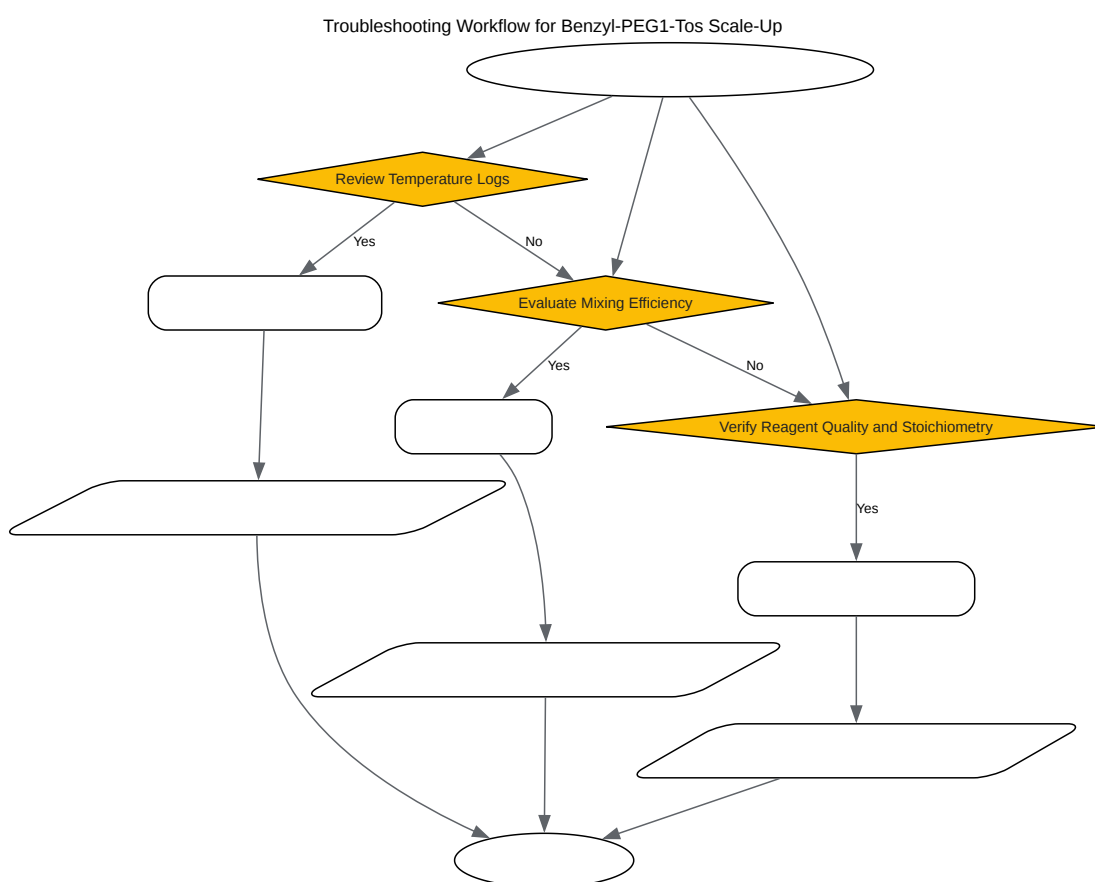 Troubleshooting Workflow for Benzyl-PEG1-Tos Scale-Up
Review Temperature Logs
Yes
No
Evaluate Mixing Efficiency
Yes
No
Verify Reagent Quality and Stoichiometry
Yes